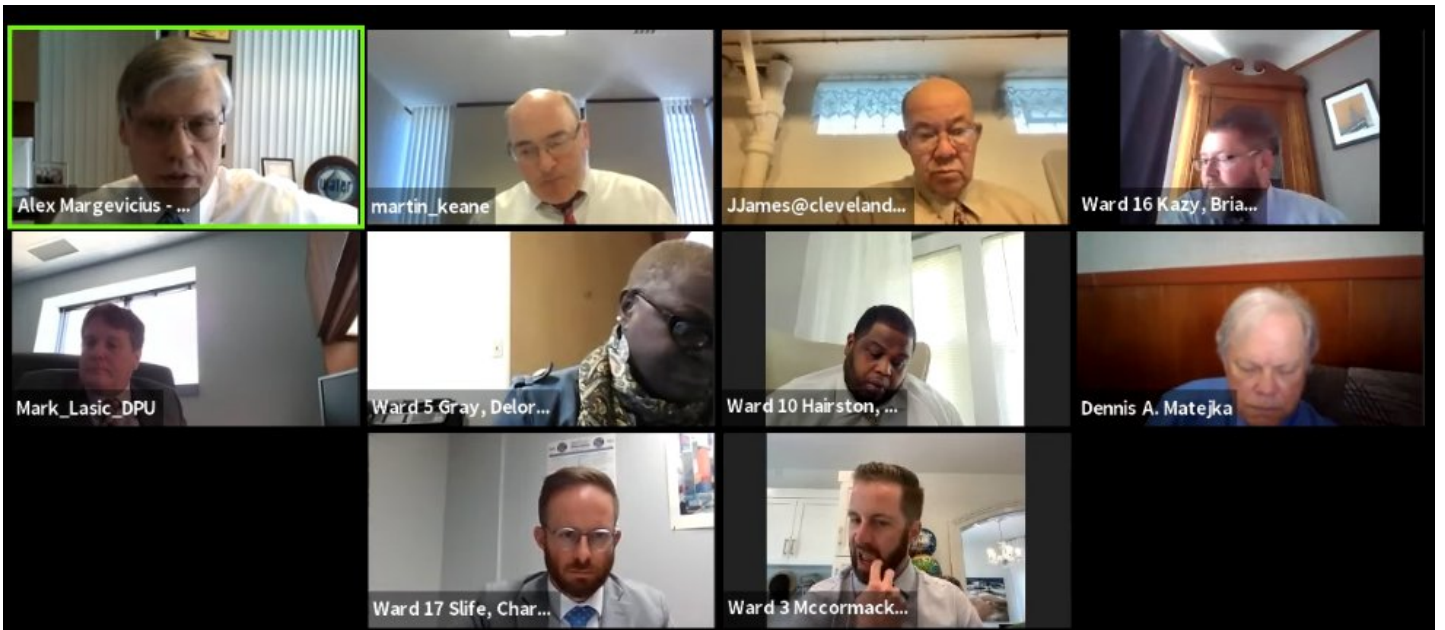 Alex Margevicius - ...
martin_keane
JJames@cleveland...
Ward 16 Kazy, Bria...
Mark_Lasic_DPU
Ward 5 Gray, Delor...
Ward 10 Hairston, ...
Dennis A. Matejka
Ward 17 Slife, Char...
Ward 3 Mccormack...